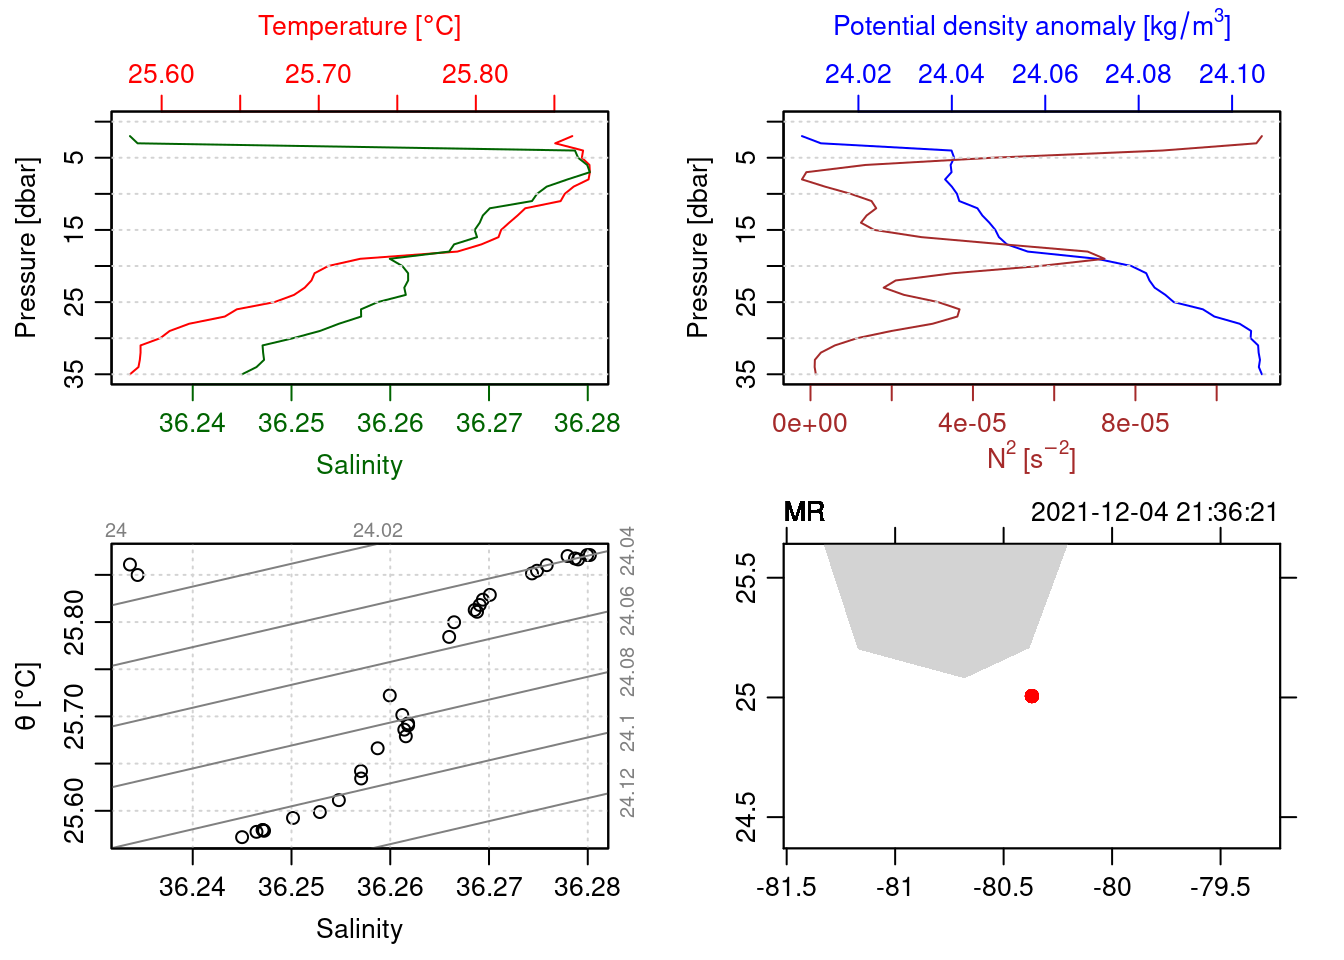 Temperature [°C]
25.60 25.70 25.80
Pressure [dbar]
5
15
25
35
36.24 36.25 36.26 36.27 36.28
Salinity
Potential density anomaly [kg/m³]
24.02 24.04 24.06 24.08 24.10
Pressure [dbar]
5
15
25
35
0e+00 4e-05 8e-05
N² [s⁻²]
24 24.02
24.04
24.06
24.08
24.1
24.12
θ [°C]
25.80
25.70
25.60
36.24 36.25 36.26 36.27 36.28
Salinity
MR 2021-12-04 21:36:21
25.5
25
24.5
-81.5 -81 -80.5 -80 -79.5